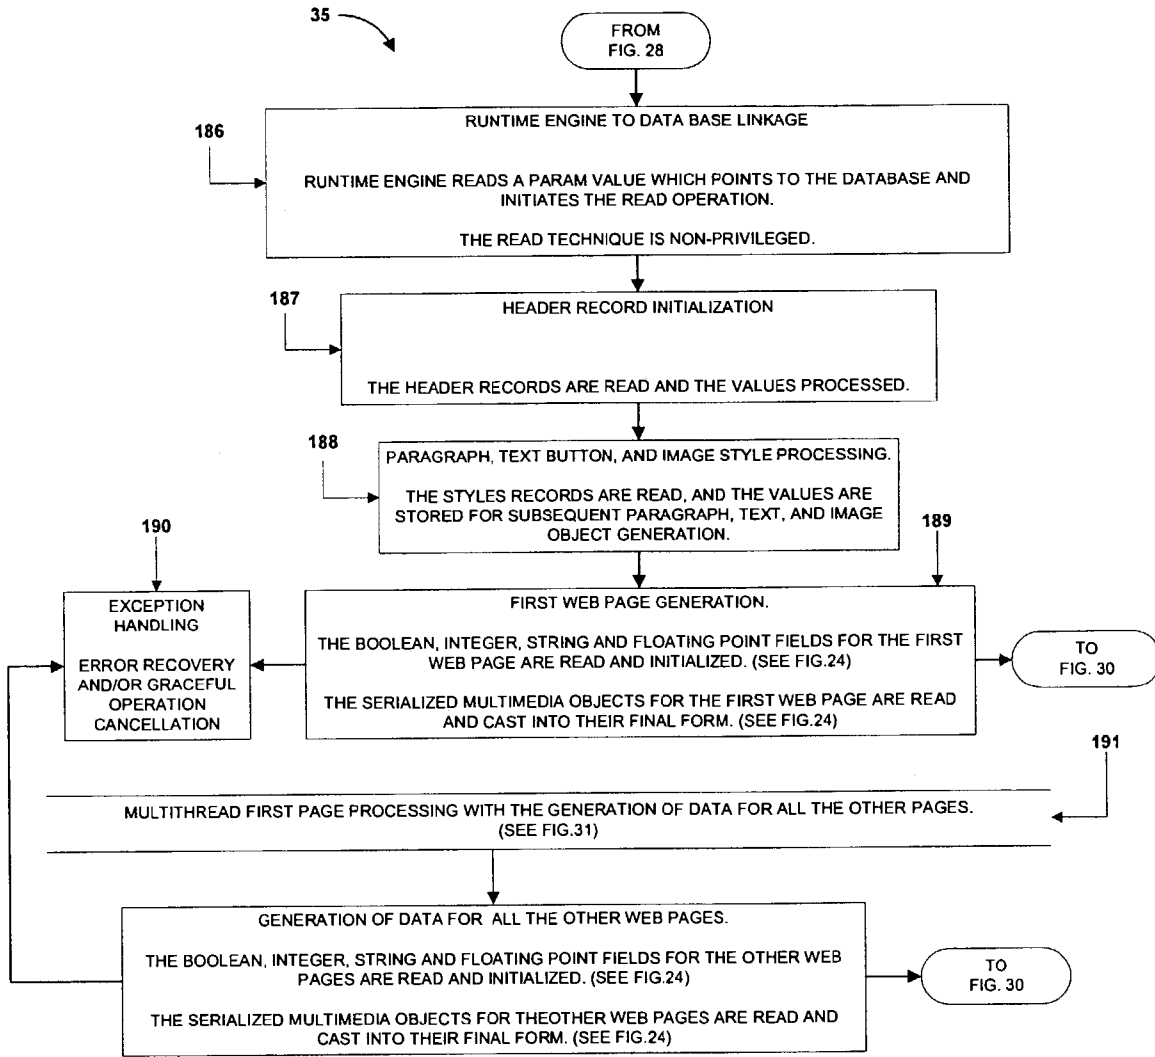 35
FROM
FIG. 28
186
RUNTIME ENGINE TO DATA BASE LINKAGE
RUNTIME ENGINE READS A PARAM VALUE WHICH POINTS TO THE DATABASE AND
INITIATES THE READ OPERATION.
THE READ TECHNIQUE IS NON-PRIVILEGED.
187
HEADER RECORD INITIALIZATION
THE HEADER RECORDS ARE READ AND THE VALUES PROCESSED.
188
PARAGRAPH, TEXT BUTTON, AND IMAGE STYLE PROCESSING.
THE STYLES RECORDS ARE READ, AND THE VALUES ARE
STORED FOR SUBSEQUENT PARAGRAPH, TEXT, AND IMAGE
OBJECT GENERATION.
190
EXCEPTION
HANDLING
ERROR RECOVERY
AND/OR GRACEFUL
OPERATION
CANCELLATION
189
FIRST WEB PAGE GENERATION.
THE BOOLEAN, INTEGER, STRING AND FLOATING POINT FIELDS FOR THE FIRST
WEB PAGE ARE READ AND INITIALIZED. (SEE FIG.24)
THE SERIALIZED MULTIMEDIA OBJECTS FOR THE FIRST WEB PAGE ARE READ
AND CAST INTO THEIR FINAL FORM. (SEE FIG.24)
TO
FIG. 30
191
MULTITHREAD FIRST PAGE PROCESSING WITH THE GENERATION OF DATA FOR ALL THE OTHER PAGES.
(SEE FIG.31)
GENERATION OF DATA FOR ALL THE OTHER WEB PAGES.
THE BOOLEAN, INTEGER, STRING AND FLOATING POINT FIELDS FOR THE OTHER WEB
PAGES ARE READ AND INITIALIZED. (SEE FIG.24)
THE SERIALIZED MULTIMEDIA OBJECTS FOR THEOTHER WEB PAGES ARE READ AND
CAST INTO THEIR FINAL FORM. (SEE FIG.24)
TO
FIG. 30